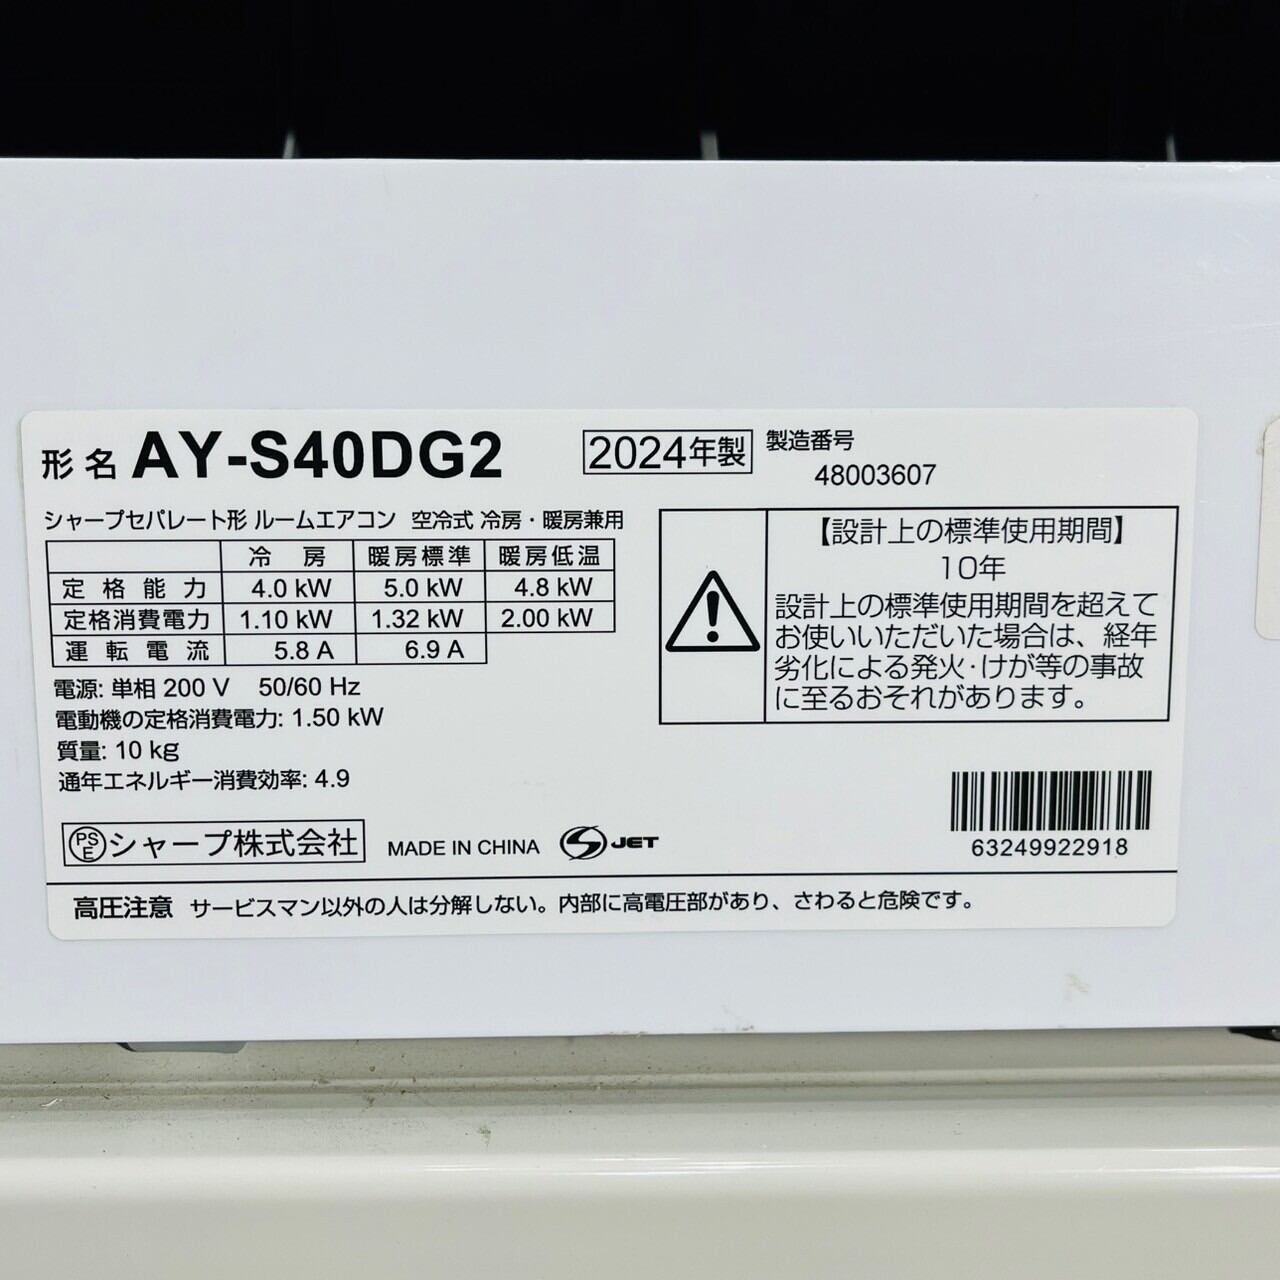 形名 AY-S40DG2 2024年製 製造番号
48003607
シャープセパレート形 ルームエアコン 空冷式 冷房・暖房兼用
冷房 暖房標準 暖房低温
定格能力 4.0 kW 5.0 kW 4.8 kW
定格消費電力 1.10 kW 1.32 kW 2.00 kW
運転電流 5.8 A 6.9 A
電源: 単相 200 V 50/60 Hz
電動機の定格消費電力: 1.50 kW
質量: 10 kg
通年エネルギー消費効率: 4.9
【設計上の標準使用期間】
10年
設計上の標準使用期間を超えて
お使いいただいた場合は、経年
劣化による発火・けが等の事故
に至るおそれがあります。
PSE シャープ株式会社 MADE IN CHINA S JET
63249922918
高圧注意 サービスマン以外の人は分解しない。内部に高電圧部があり、さわると危険です。